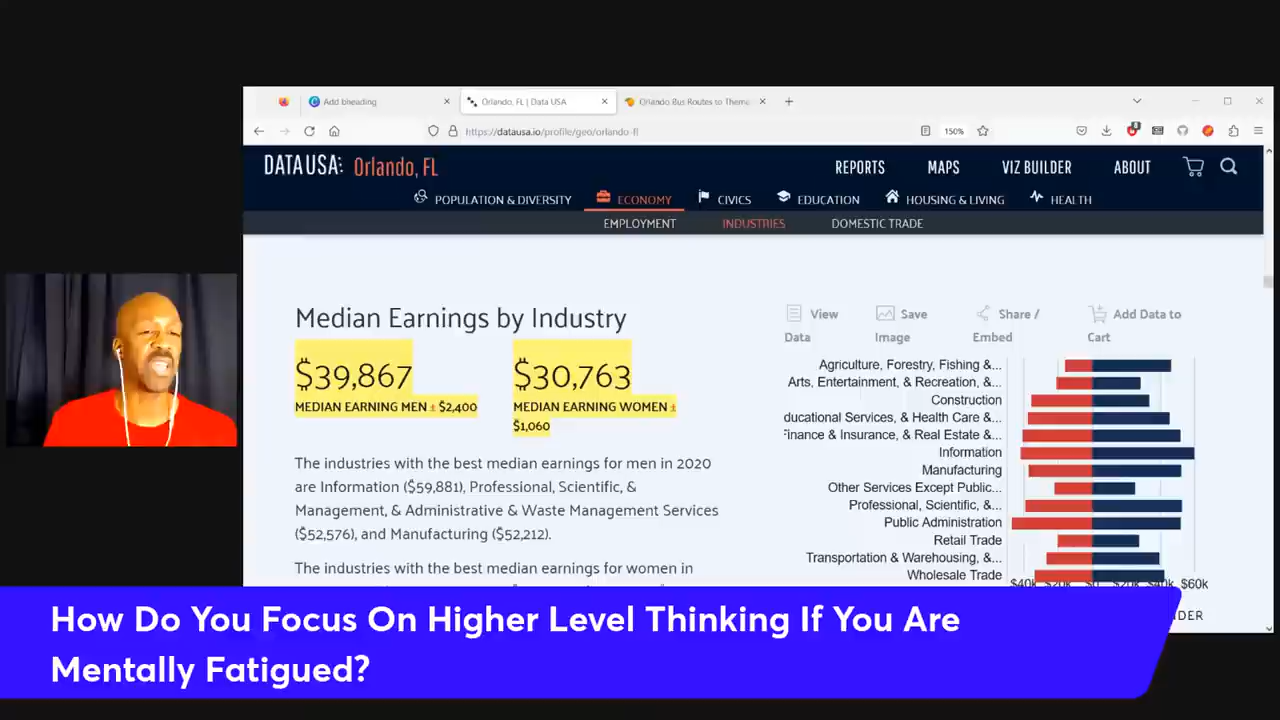 Add bheading
Orlando, FL | Data USA
Orlando Bus Routes to Theme
https://datausa.io/profile/geo/orlando-fl
150%
DATA USA: Orlando, FL
REPORTS
MAPS
VIZ BUILDER
ABOUT
POPULATION & DIVERSITY
ECONOMY
CIVICS
EDUCATION
HOUSING & LIVING
HEALTH
EMPLOYMENT
INDUSTRIES
DOMESTIC TRADE
Median Earnings by Industry
$39,867
MEDIAN EARNING MEN ± $2,400
$30,763
MEDIAN EARNING WOMEN ±
$1,060
The industries with the best median earnings for men in 2020
are Information ($59,881), Professional, Scientific, &
Management, & Administrative & Waste Management Services
($52,576), and Manufacturing ($52,212).
The industries with the best median earnings for women in
View
Data
Save
Image
Share /
Embed
Add Data to
Cart
Agriculture, Forestry, Fishing &...
Arts, Entertainment, & Recreation, &...
Construction
ducational Services, & Health Care &...
Finance & Insurance, & Real Estate &...
Information
Manufacturing
Other Services Except Public...
Professional, Scientific, &...
Public Administration
Retail Trade
Transportation & Warehousing, &...
Wholesale Trade
$40k $20k $0 $20k $40k $60k
DER
How Do You Focus On Higher Level Thinking If You Are
Mentally Fatigued?